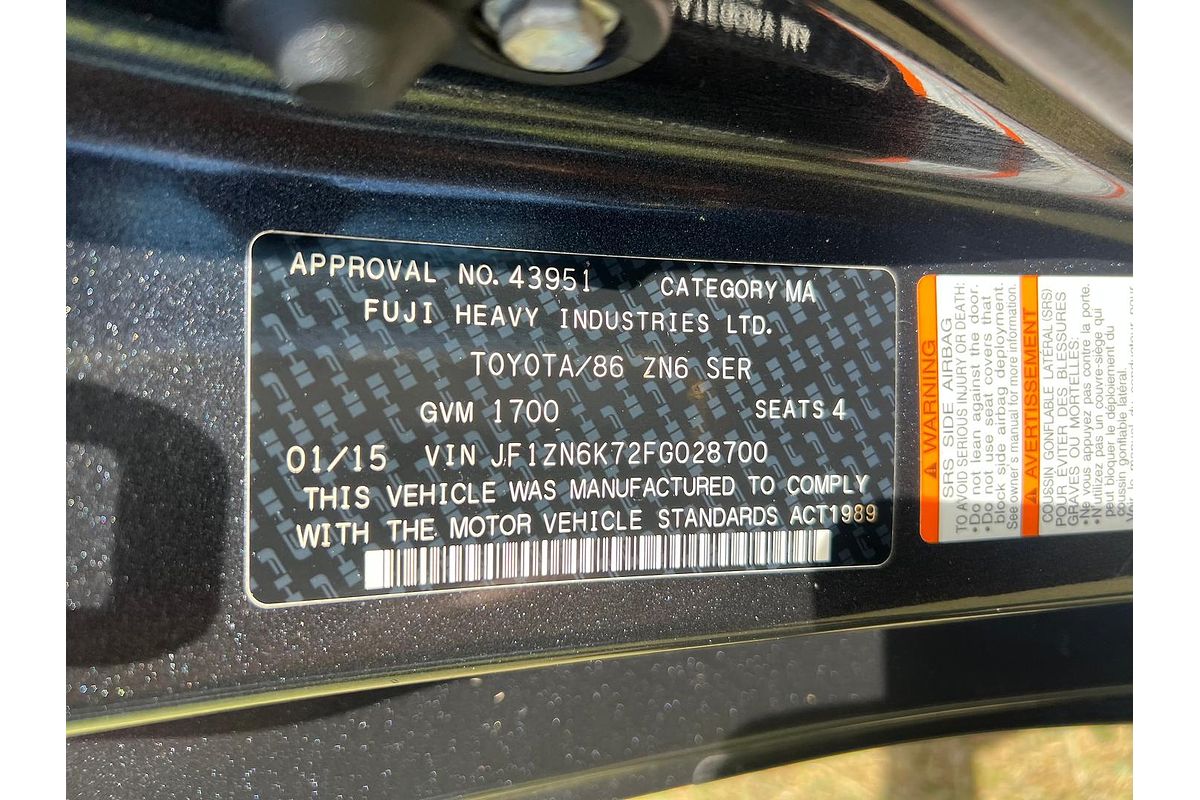 APPROVAL NO. 43951 CATEGORY MA
FUJI HEAVY INDUSTRIES LTD.
TOYOTA/86 ZN6 SER
GVM 1700 SEATS 4
01/15 VIN JF1ZN6K72FG028700
THIS VEHICLE WAS MANUFACTURED TO COMPLY
WITH THE MOTOR VEHICLE STANDARDS ACT1989
WARNING
SRS SIDE AIRBAG
TO AVOID SERIOUS INJURY OR DEATH:
•Do not lean against the door.
•Do not use seat covers that
block side airbag deployment.
See owner's manual for more information.
AVERTISSEMENT
COUSSIN GONFLABLE LATÉRAL (SRS)
POUR ÉVITER DES BLESSURES
GRAVES OU MORTELLES:
•Ne vous appuyez pas contre la porte.
•N'utilizez pas un couvre-siège qui
peut bloquer le déploiement du
coussin gonflable latéral.